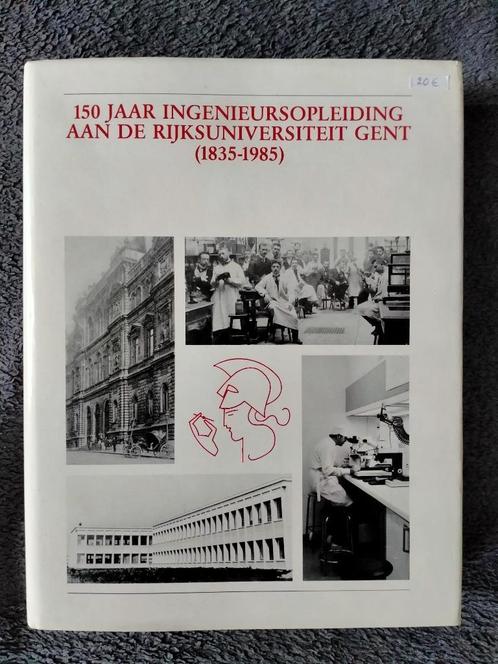 20 €
150 JAAR INGENIEURSOPLEIDING
AAN DE RIJKSUNIVERSITEIT GENT
(1835-1985)